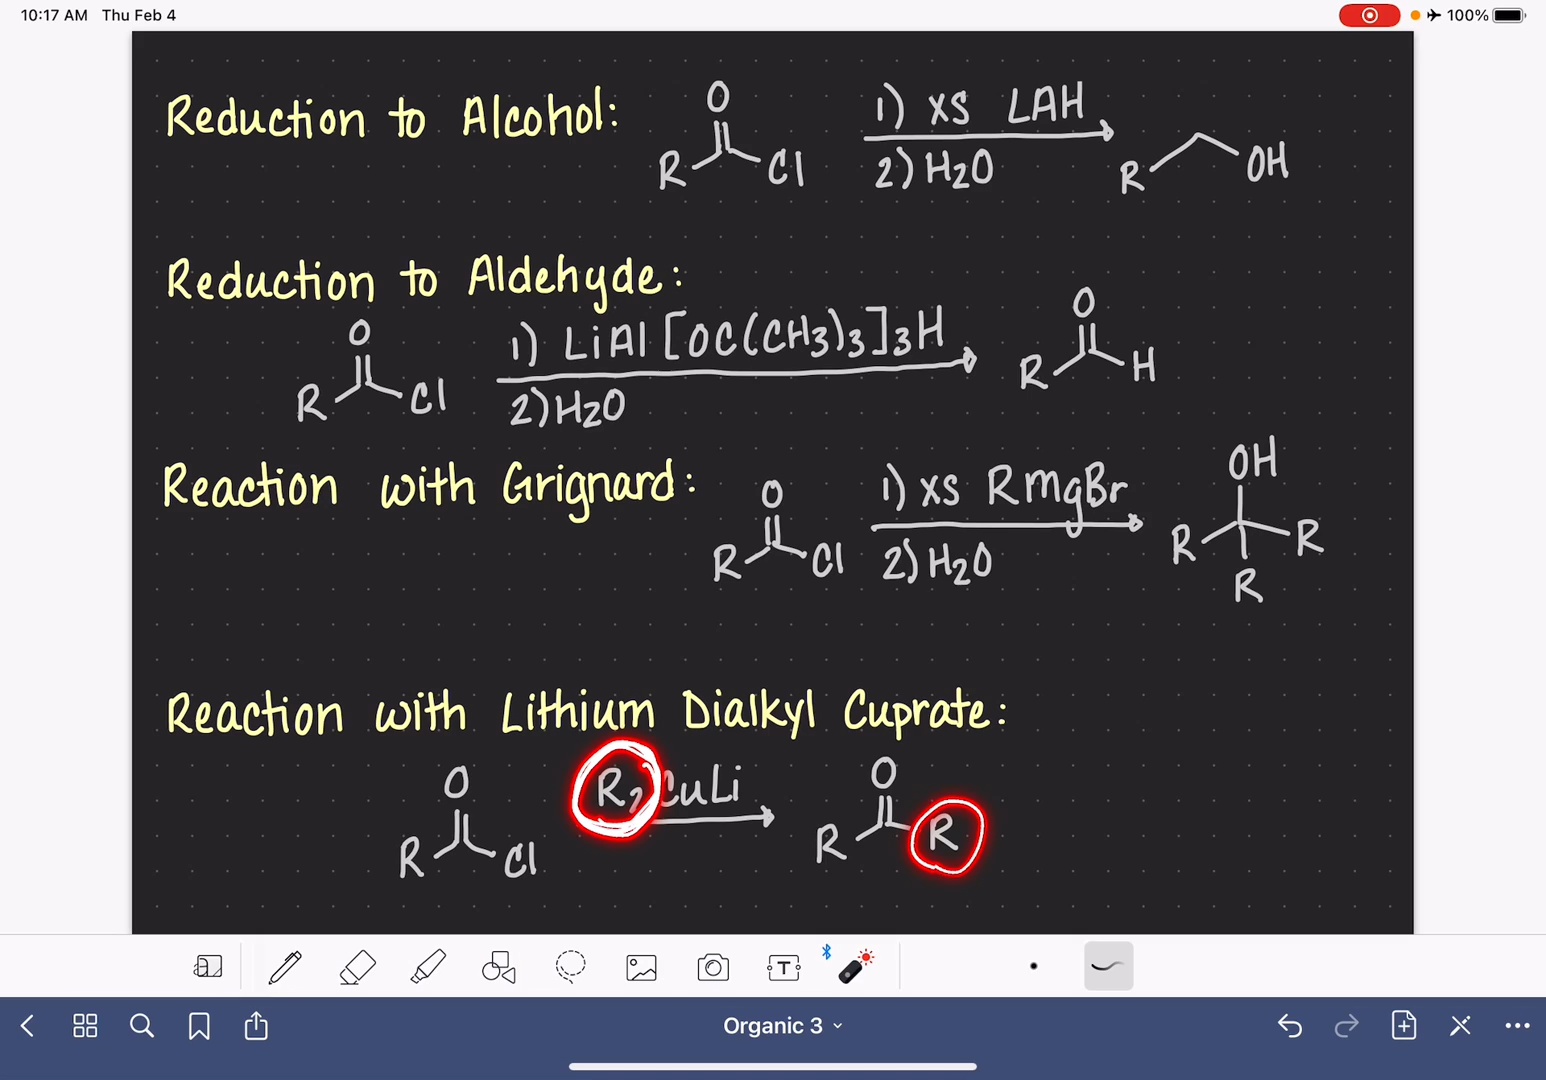 10:17 AM Thu Feb 4
100%
Reduction to Alcohol:
O
R Cl
1) xs LAH
2) H2O
R OH
Reduction to Aldehyde:
O
R Cl
1) LiAl[OC(CH3)3]3H
2) H2O
O
R H
Reaction with Grignard:
O
R Cl
1) xs RMgBr
2) H2O
OH
R R
R
Reaction with Lithium Dialkyl Cuprate:
O
R Cl
R2CuLi
O
R R
T
Organic 3